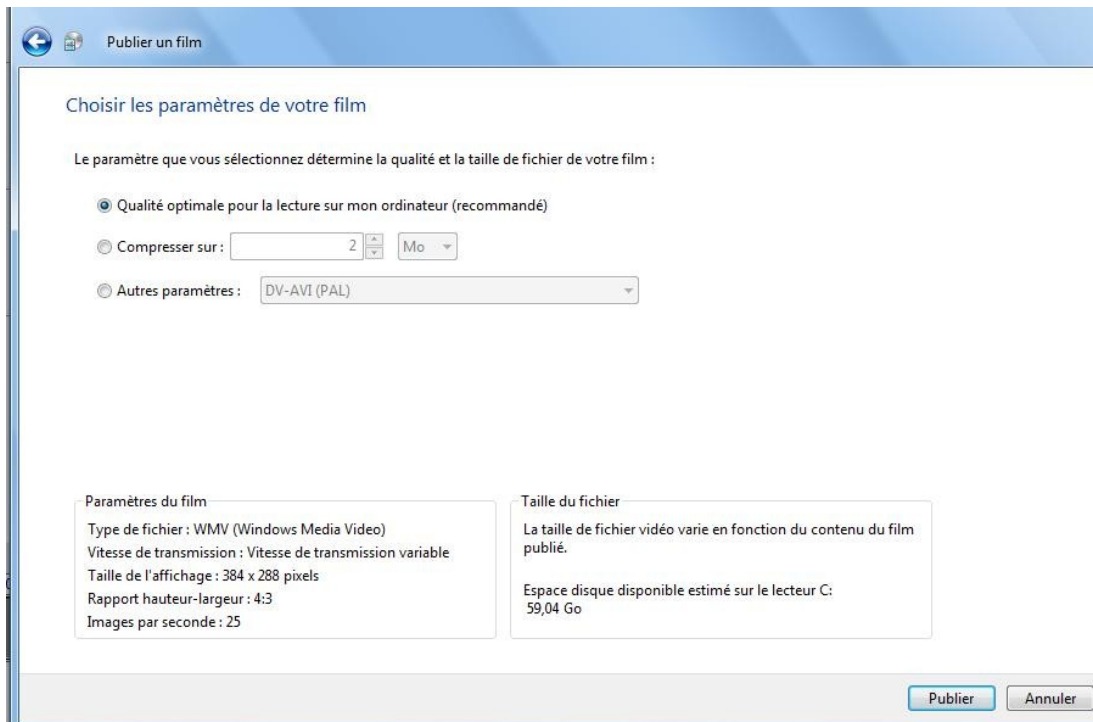 Publier un film
Choisir les paramètres de votre film
Le paramètre que vous sélectionnez détermine la qualité et la taille de fichier de votre film :
Qualité optimale pour la lecture sur mon ordinateur (recommandé)
Compresser sur : 2 Mo
Autres paramètres : DV-AVI (PAL)
Paramètres du film
Type de fichier : WMV (Windows Media Video)
Vitesse de transmission : Vitesse de transmission variable
Taille de l'affichage : 384 x 288 pixels
Rapport hauteur-largeur : 4:3
Images par seconde : 25
Taille du fichier
La taille de fichier vidéo varie en fonction du contenu du film
publié.
Espace disque disponible estimé sur le lecteur C:
59,04 Go
Publier Annuler